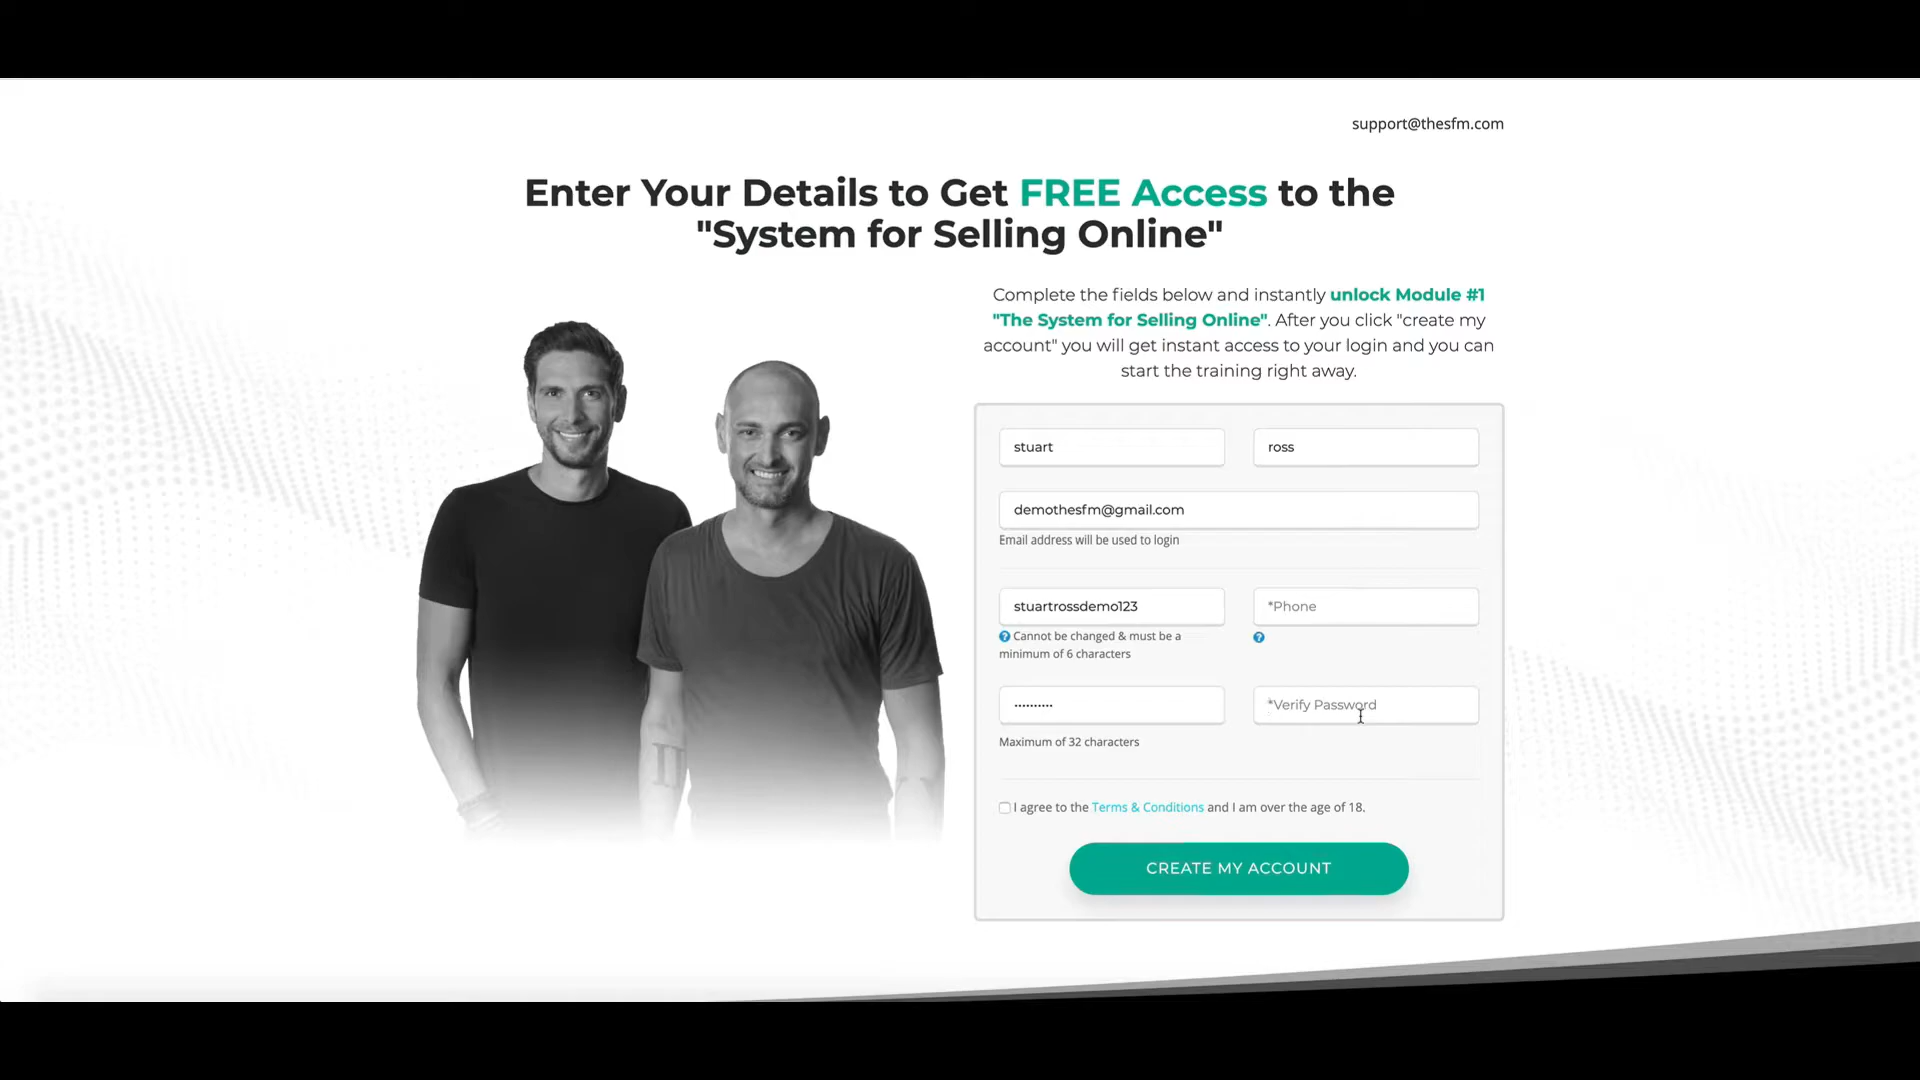 support@thesfm.com
Enter Your Details to Get FREE Access to the
"System for Selling Online"
Complete the fields below and instantly unlock Module #1
"The System for Selling Online". After you click "create my
account" you will get instant access to your login and you can
start the training right away.
stuart
ross
demothesfm@gmail.com
Email address will be used to login
stuartrossdemo123
*Phone
? Cannot be changed & must be a
minimum of 6 characters
?
••••••••••
*Verify Password
Maximum of 32 characters
I agree to the Terms & Conditions and I am over the age of 18.
CREATE MY ACCOUNT